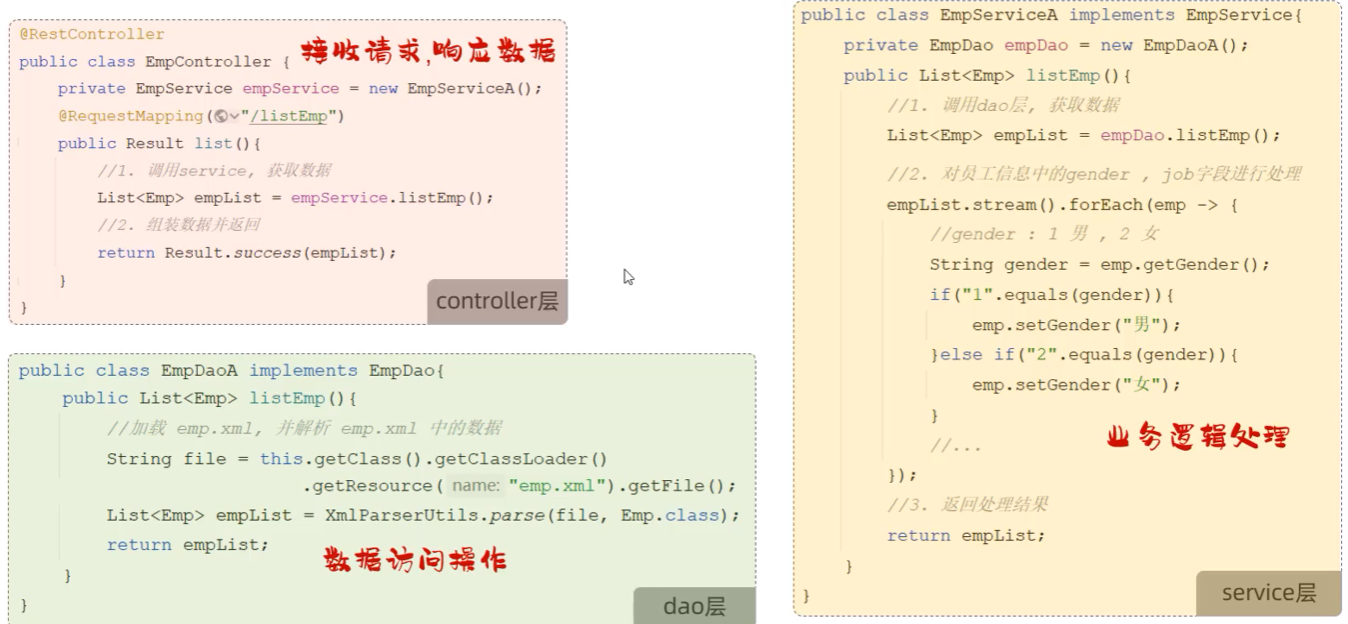 @RestController
public class EmpController {
接收请求,响应数据
private EmpService empService = new EmpServiceA();
@RequestMapping("/listEmp")
public Result list(){
//1. 调用service, 获取数据
List<Emp> empList = empService.listEmp();
//2. 组装数据并返回
return Result.success(empList);
}
}
controller层
public class EmpDaoA implements EmpDao{
public List<Emp> listEmp(){
//加载 emp.xml, 并解析 emp.xml 中的数据
String file = this.getClass().getClassLoader()
.getResource( name: "emp.xml").getFile();
List<Emp> empList = XmlParserUtils.parse(file, Emp.class);
return empList;
数据访问操作
}
}
dao层
public class EmpServiceA implements EmpService{
private EmpDao empDao = new EmpDaoA();
public List<Emp> listEmp(){
//1. 调用dao层, 获取数据
List<Emp> empList = empDao.listEmp();
//2. 对员工信息中的gender , job字段进行处理
empList.stream().forEach(emp -> {
//gender : 1 男 , 2 女
String gender = emp.getGender();
if("1".equals(gender)){
emp.setGender("男");
}else if("2".equals(gender)){
emp.setGender("女");
}
业务逻辑处理
//...
});
//3. 返回处理结果
return empList;
}
}
service层